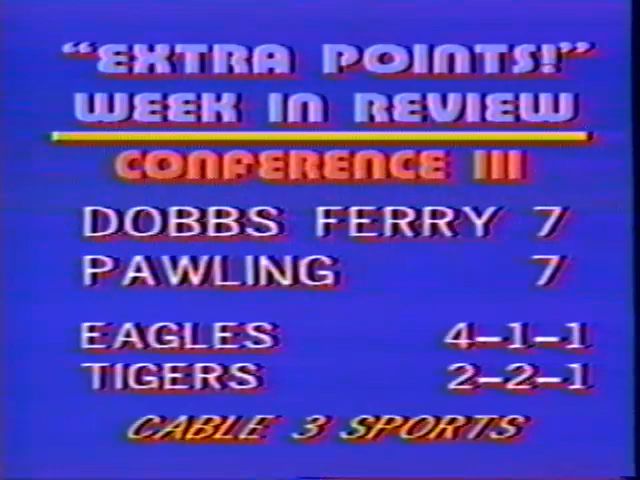 "EXTRA POINTS!"
WEEK IN REVIEW
CONFERENCE III
DOBBS FERRY 7
PAWLING 7
EAGLES 4-1-1
TIGERS 2-2-1
CABLE 3 SPORTS